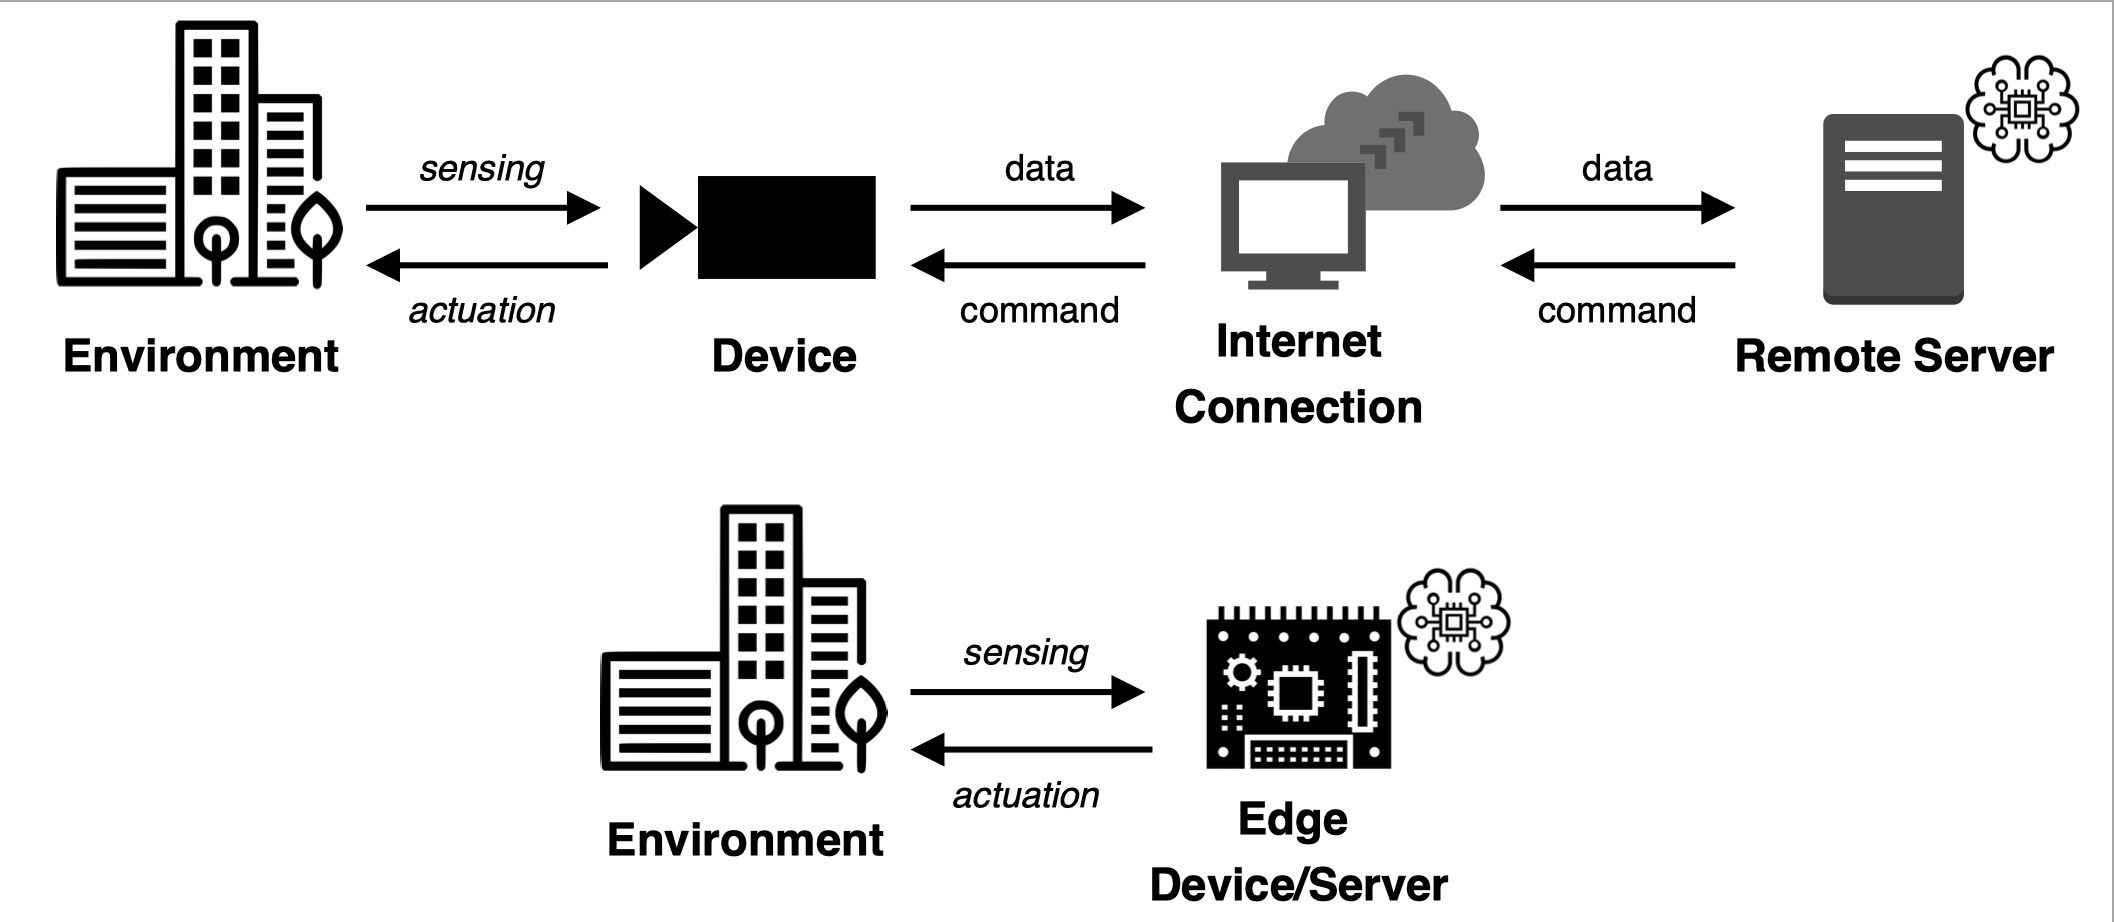 sensing
data
data
actuation
command
command
Environment
Device
Internet
Connection
Remote Server
sensing
actuation
Environment
Edge
Device/Server